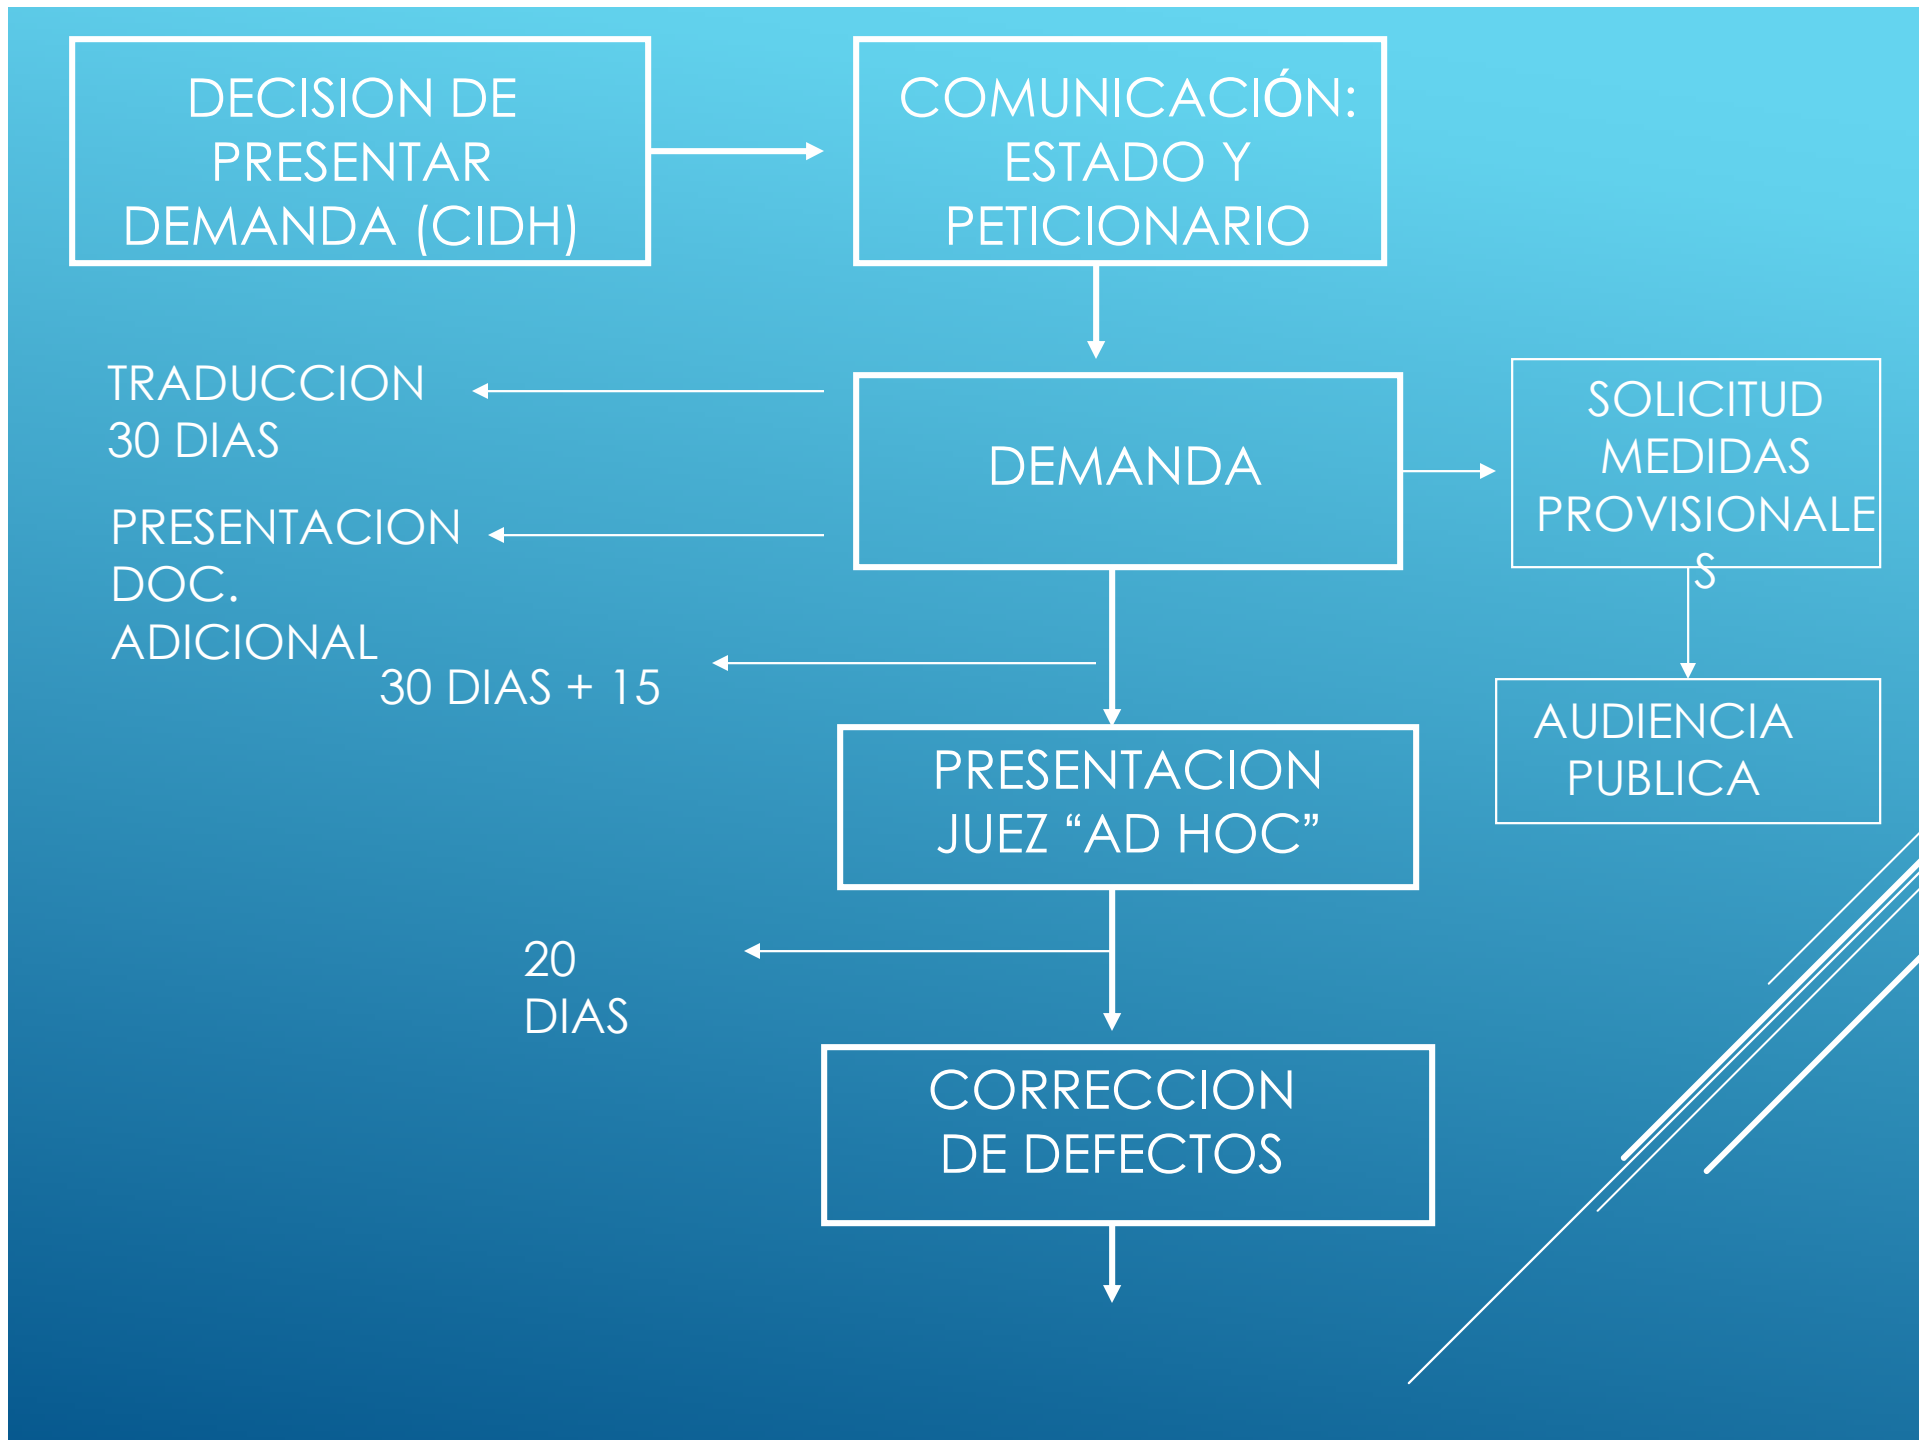 DECISION DE
PRESENTAR
DEMANDA (CIDH)
COMUNICACIÓN:
ESTADO Y
PETICIONARIO
TRADUCCION
30 DIAS
DEMANDA
SOLICITUD
MEDIDAS
PROVISIONALE
S
PRESENTACION
DOC.
ADICIONAL
30 DIAS + 15
PRESENTACION
JUEZ “AD HOC”
AUDIENCIA
PUBLICA
20
DIAS
CORRECCION
DE DEFECTOS